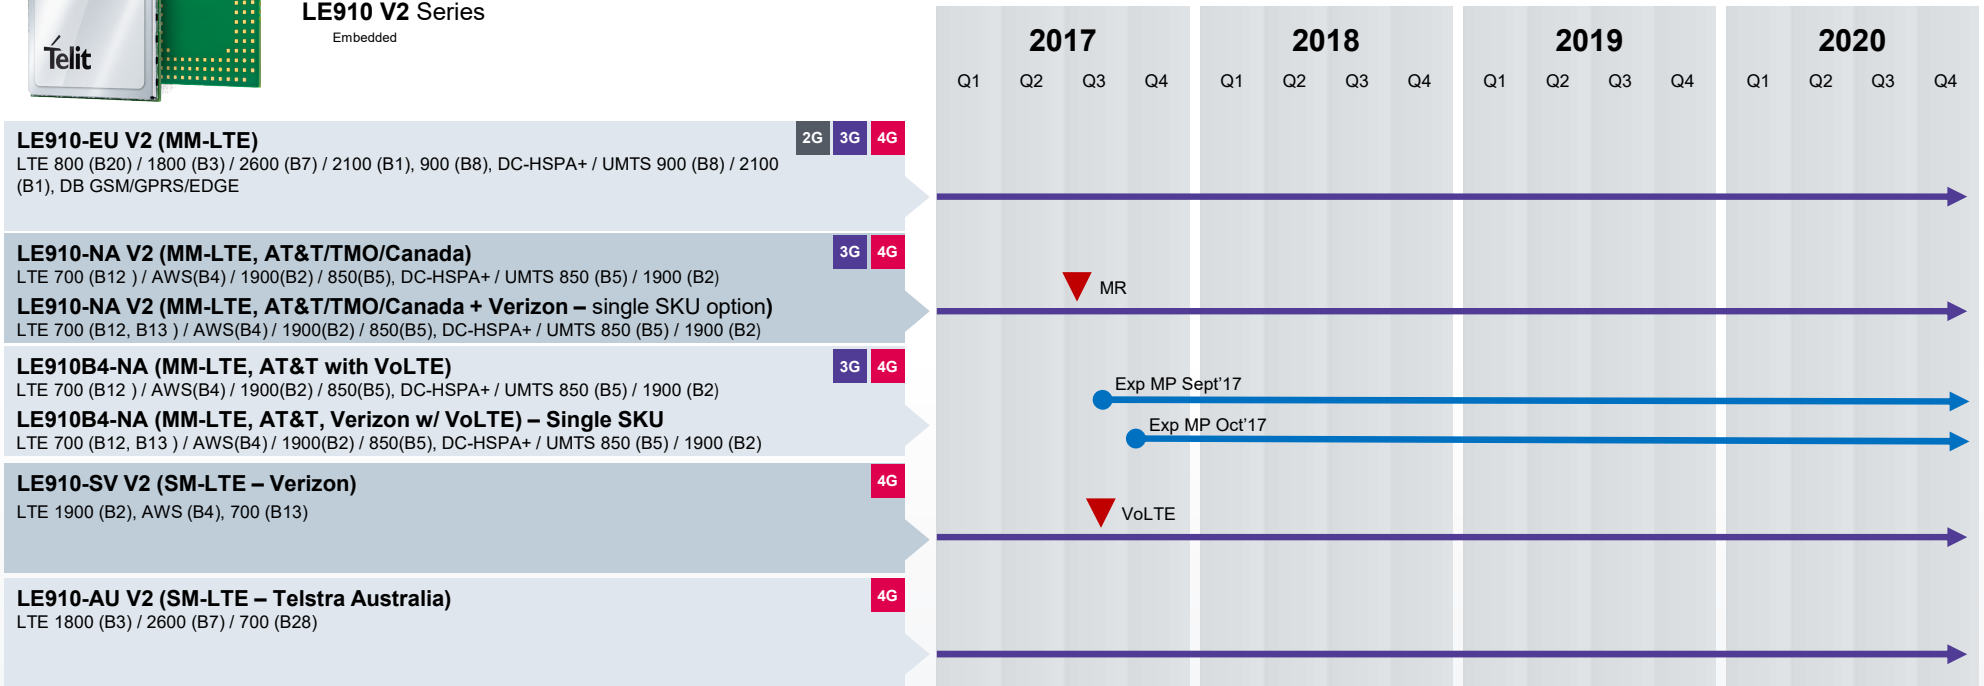 LE910 V2 Series
Embedded
Telit
2017 2018 2019 2020
Q1 Q2 Q3 Q4 Q1 Q2 Q3 Q4 Q1 Q2 Q3 Q4 Q1 Q2 Q3 Q4
LE910-EU V2 (MM-LTE)
2G 3G 4G
LTE 800 (B20) / 1800 (B3) / 2600 (B7) / 2100 (B1), 900 (B8), DC-HSPA+ / UMTS 900 (B8) / 2100
(B1), DB GSM/GPRS/EDGE
LE910-NA V2 (MM-LTE, AT&T/TMO/Canada)
3G 4G
LTE 700 (B12 ) / AWS(B4) / 1900(B2) / 850(B5), DC-HSPA+ / UMTS 850 (B5) / 1900 (B2)
MR
LE910-NA V2 (MM-LTE, AT&T/TMO/Canada + Verizon – single SKU option)
LTE 700 (B12, B13 ) / AWS(B4) / 1900(B2) / 850(B5), DC-HSPA+ / UMTS 850 (B5) / 1900 (B2)
LE910B4-NA (MM-LTE, AT&T with VoLTE)
3G 4G
LTE 700 (B12 ) / AWS(B4) / 1900(B2) / 850(B5), DC-HSPA+ / UMTS 850 (B5) / 1900 (B2)
Exp MP Sept’17
LE910B4-NA (MM-LTE, AT&T, Verizon w/ VoLTE) – Single SKU
Exp MP Oct’17
LTE 700 (B12, B13 ) / AWS(B4) / 1900(B2) / 850(B5), DC-HSPA+ / UMTS 850 (B5) / 1900 (B2)
LE910-SV V2 (SM-LTE – Verizon)
4G
LTE 1900 (B2), AWS (B4), 700 (B13)
VoLTE
LE910-AU V2 (SM-LTE – Telstra Australia)
4G
LTE 1800 (B3) / 2600 (B7) / 700 (B28)